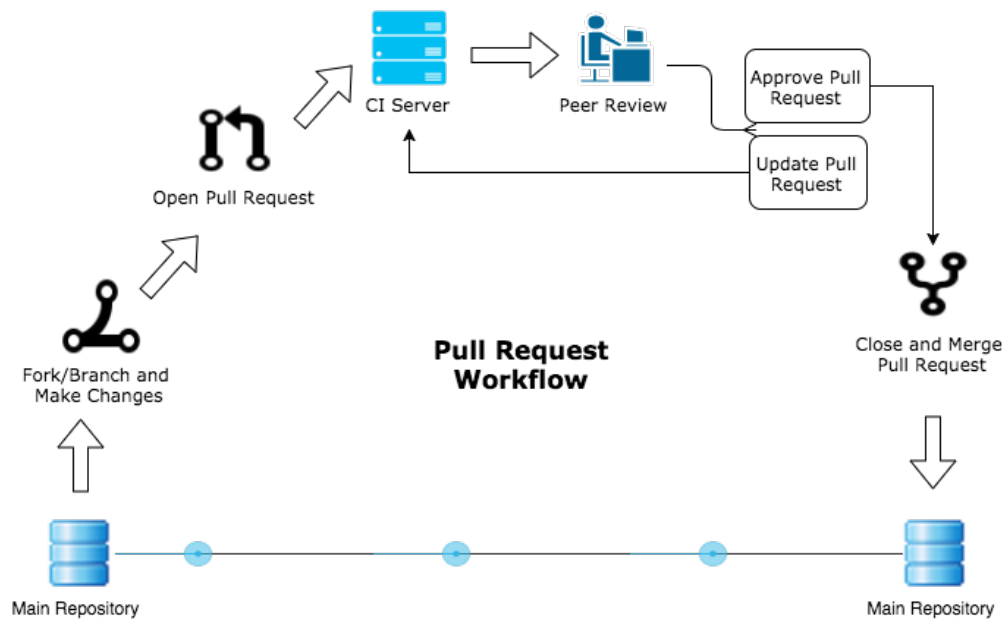 CI Server
Peer Review
Approve Pull
Request
Update Pull
Request
Open Pull Request
Fork/Branch and
Make Changes
Pull Request
Workflow
Close and Merge
Pull Request
Main Repository
Main Repository